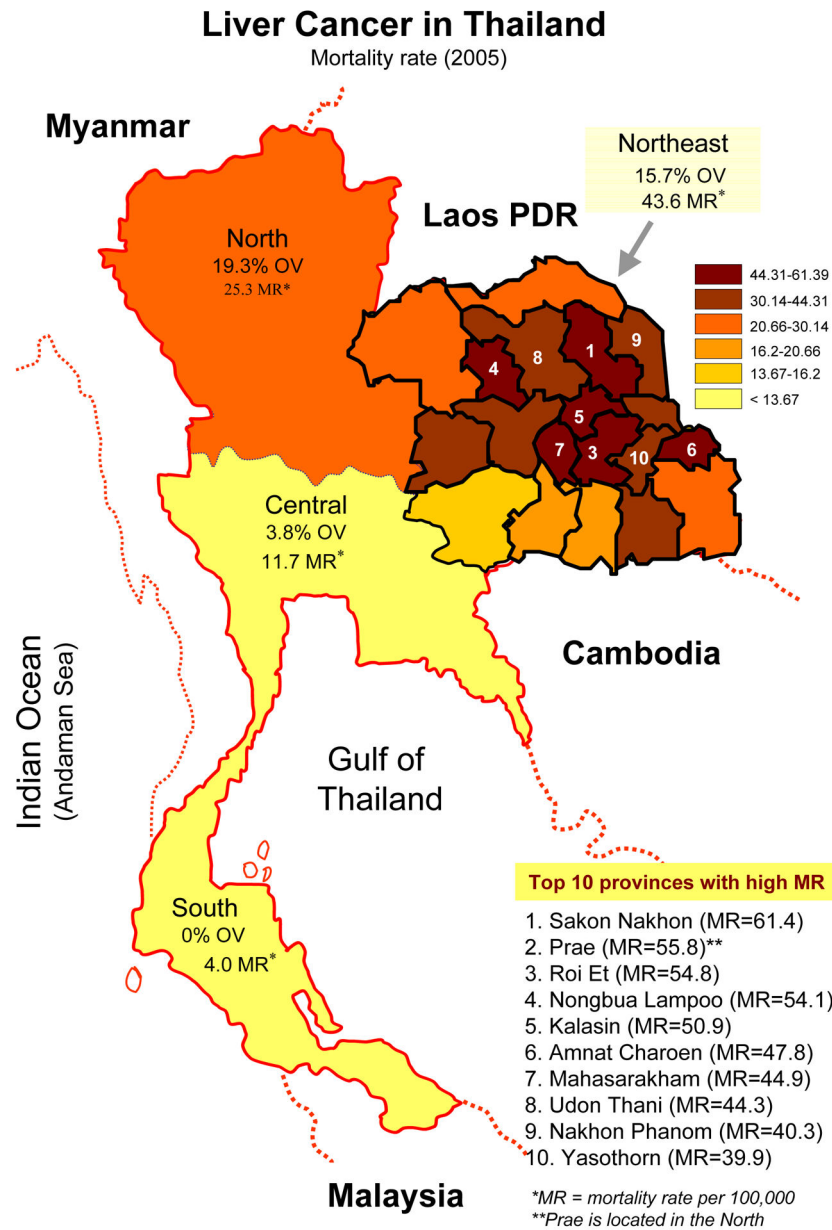 Liver Cancer in Thailand
Mortality rate (2005)
Myanmar
Northeast
15.7% OV
43.6 MR*
Laos PDR
North
19.3% OV
25.3 MR*
44.31-61.39
30.14-44.31
20.66-30.14
16.2-20.66
13.67-16.2
< 13.67
1
9
8
4
5
7
3
10
6
Central
3.8% OV
11.7 MR*
Cambodia
Indian Ocean
(Andaman Sea)
Gulf of
Thailand
South
0% OV
4.0 MR*
Top 10 provinces with high MR
1. Sakon Nakhon (MR=61.4)
2. Prae (MR=55.8)**
3. Roi Et (MR=54.8)
4. Nongbua Lampoo (MR=54.1)
5. Kalasin (MR=50.9)
6. Amnat Charoen (MR=47.8)
7. Mahasarakham (MR=44.9)
8. Udon Thani (MR=44.3)
9. Nakhon Phanom (MR=40.3)
10. Yasothorn (MR=39.9)
Malaysia
*MR = mortality rate per 100,000
**Prae is located in the North